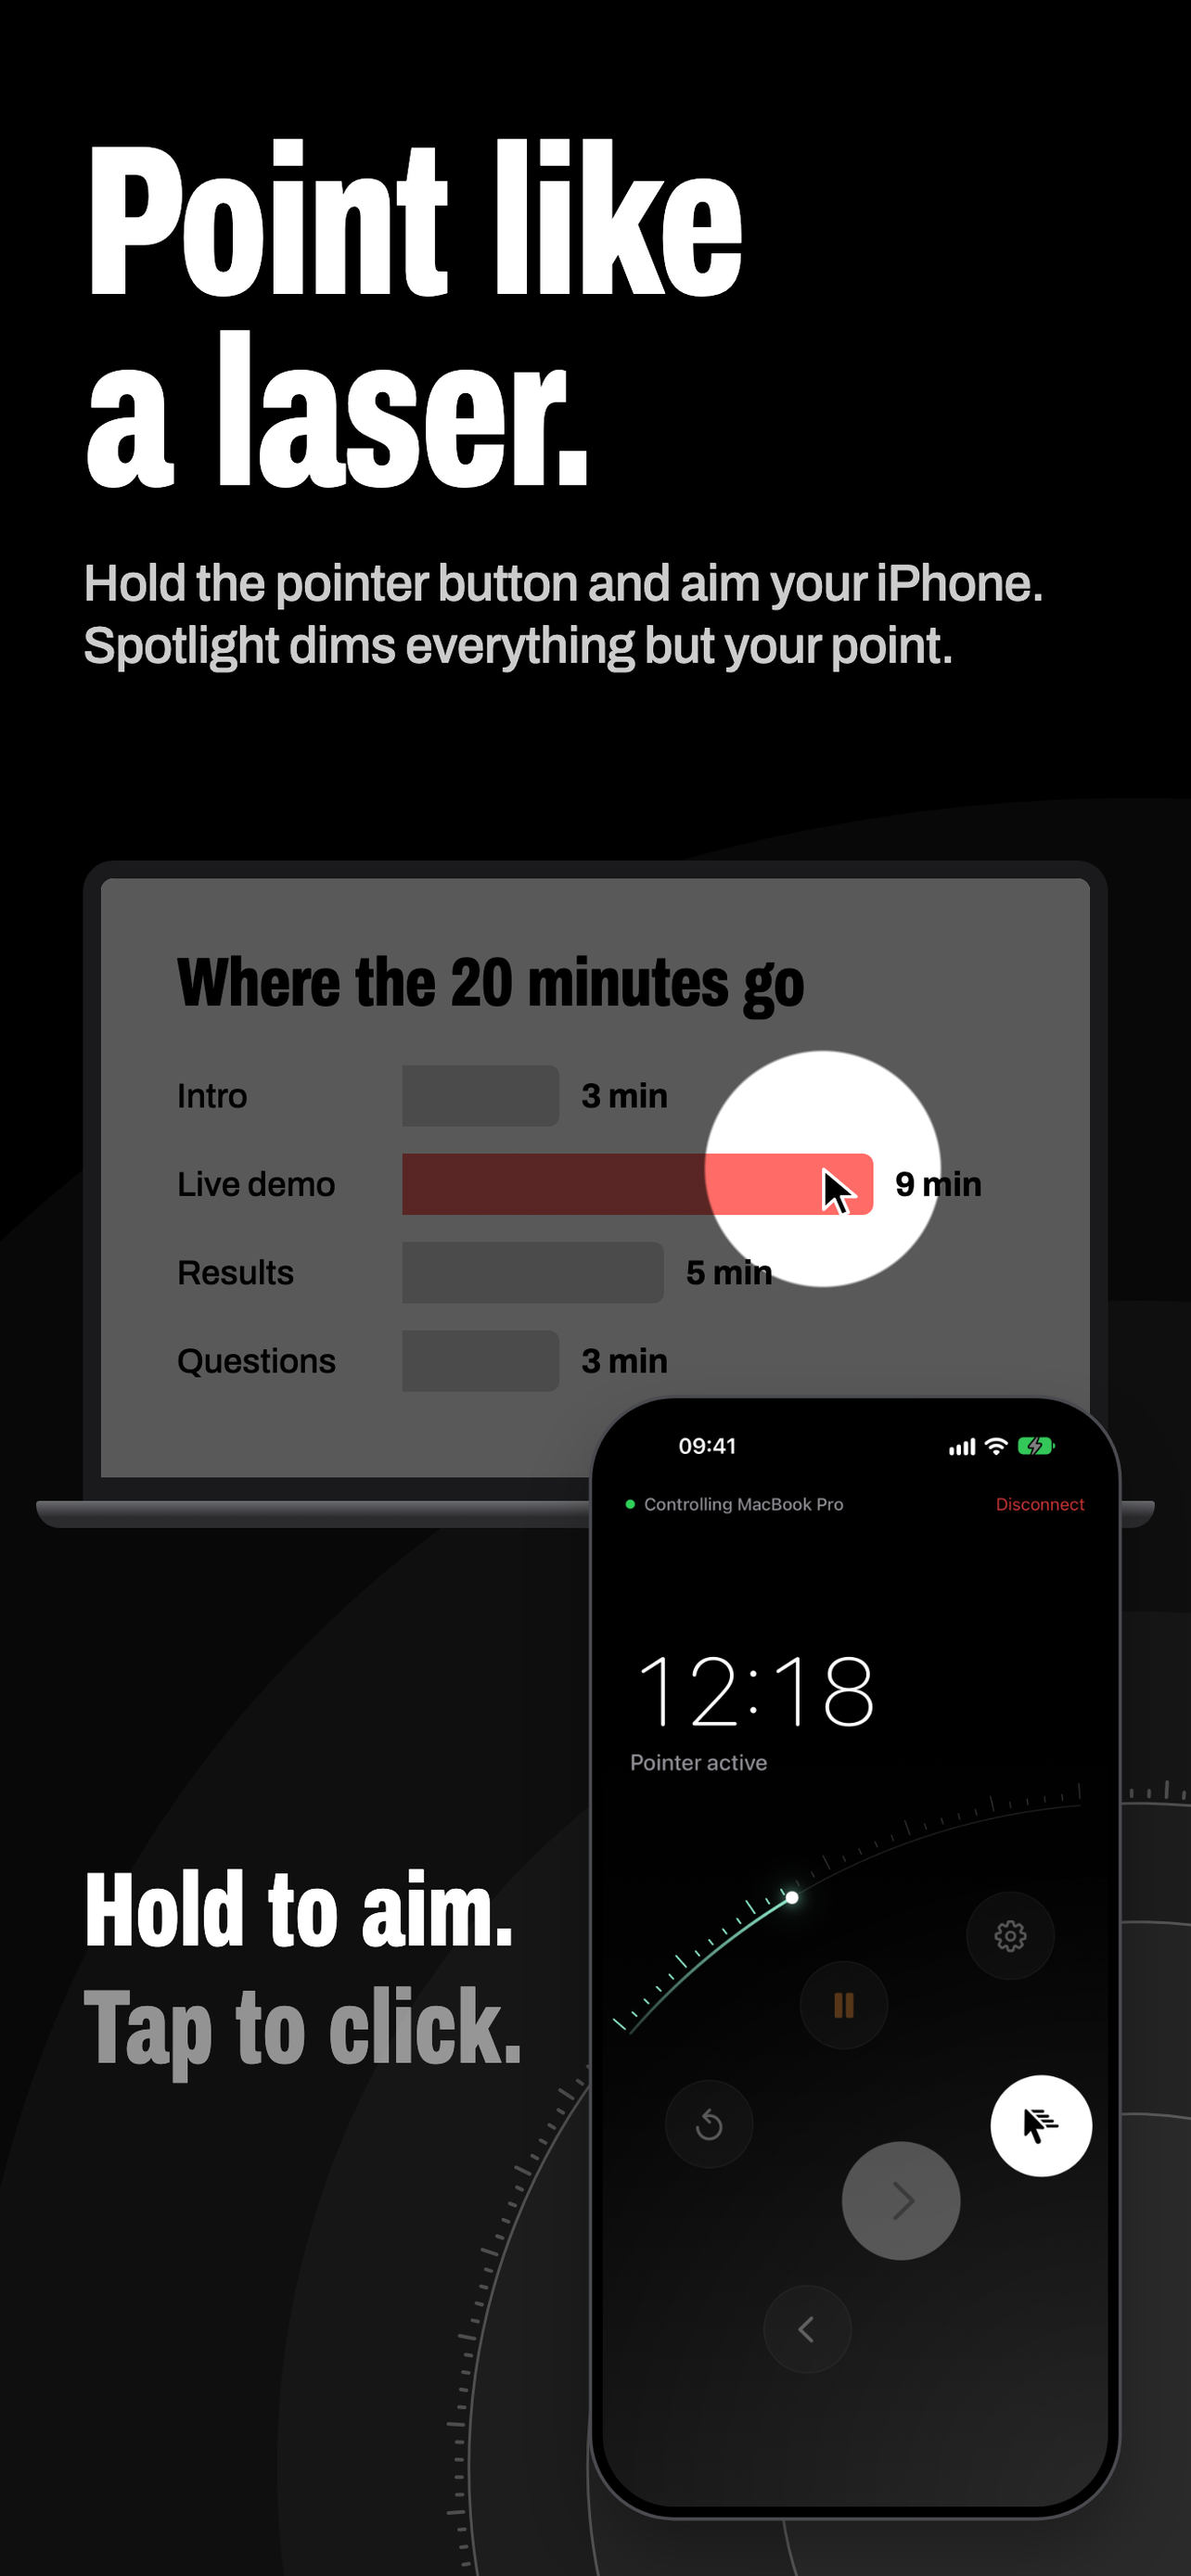 Point like
a laser.
Hold the pointer button and aim your iPhone.
Spotlight dims everything but your point.
Where the 20 minutes go
Intro 3 min
Live demo 9 min
Results 5 min
Questions 3 min
09:41
Controlling MacBook Pro Disconnect
12:18
Pointer active
Hold to aim.
Tap to click.